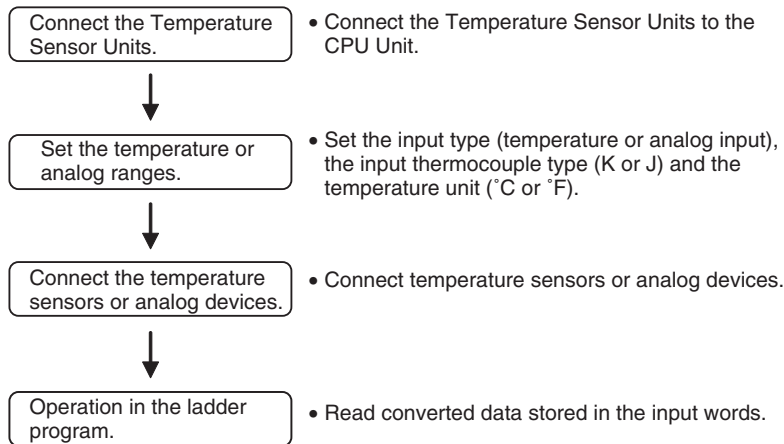 Connect the Temperature
Sensor Units.
• Connect the Temperature Sensor Units to the
CPU Unit.
Set the temperature or
analog ranges.
• Set the input type (temperature or analog input),
the input thermocouple type (K or J) and the
temperature unit (˚C or ˚F).
Connect the temperature
sensors or analog devices.
• Connect temperature sensors or analog devices.
Operation in the ladder
program.
• Read converted data stored in the input words.